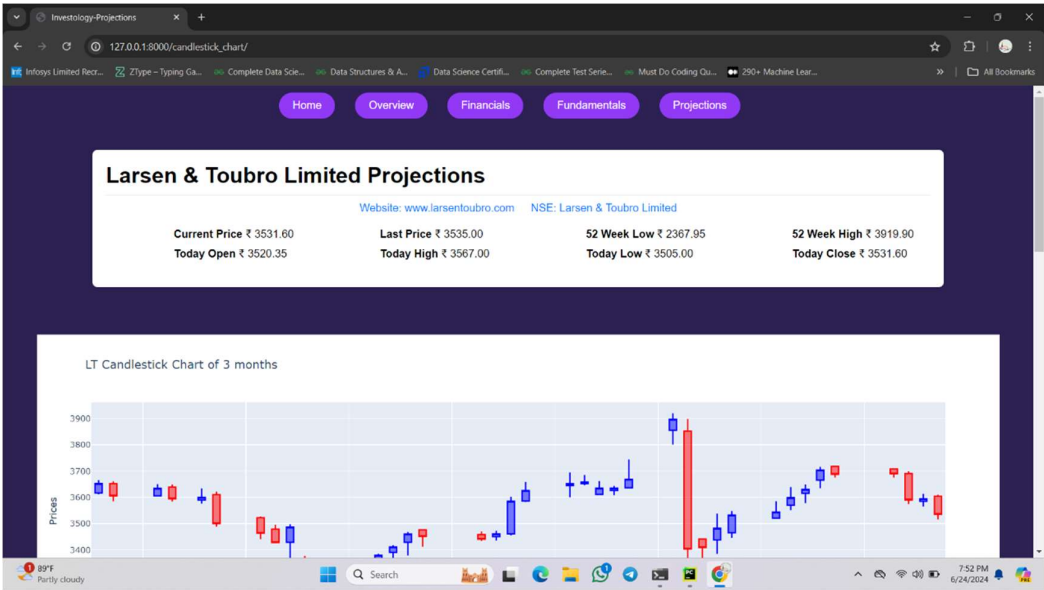 Investology-Projections
127.0.0.1:8000/candlestick_chart/
Infosys Limited Recr... ZType – Typing Ga... Complete Data Scie... Data Structures & A... Data Science Certifi... Complete Test Serie... Must Do Coding Qu... 290+ Machine Lear... » All Bookmarks
Home Overview Financials Fundamentals Projections
Larsen & Toubro Limited Projections
Website: www.larsentoubro.com NSE: Larsen & Toubro Limited
Current Price ₹ 3531.60 Last Price ₹ 3535.00 52 Week Low ₹ 2367.95 52 Week High ₹ 3919.90
Today Open ₹ 3520.35 Today High ₹ 3567.00 Today Low ₹ 3505.00 Today Close ₹ 3531.60
LT Candlestick Chart of 3 months
3900
3800
3700
3600
3500
3400
Prices
1
89°F
Partly cloudy
Search
1
7:52 PM
6/24/2024